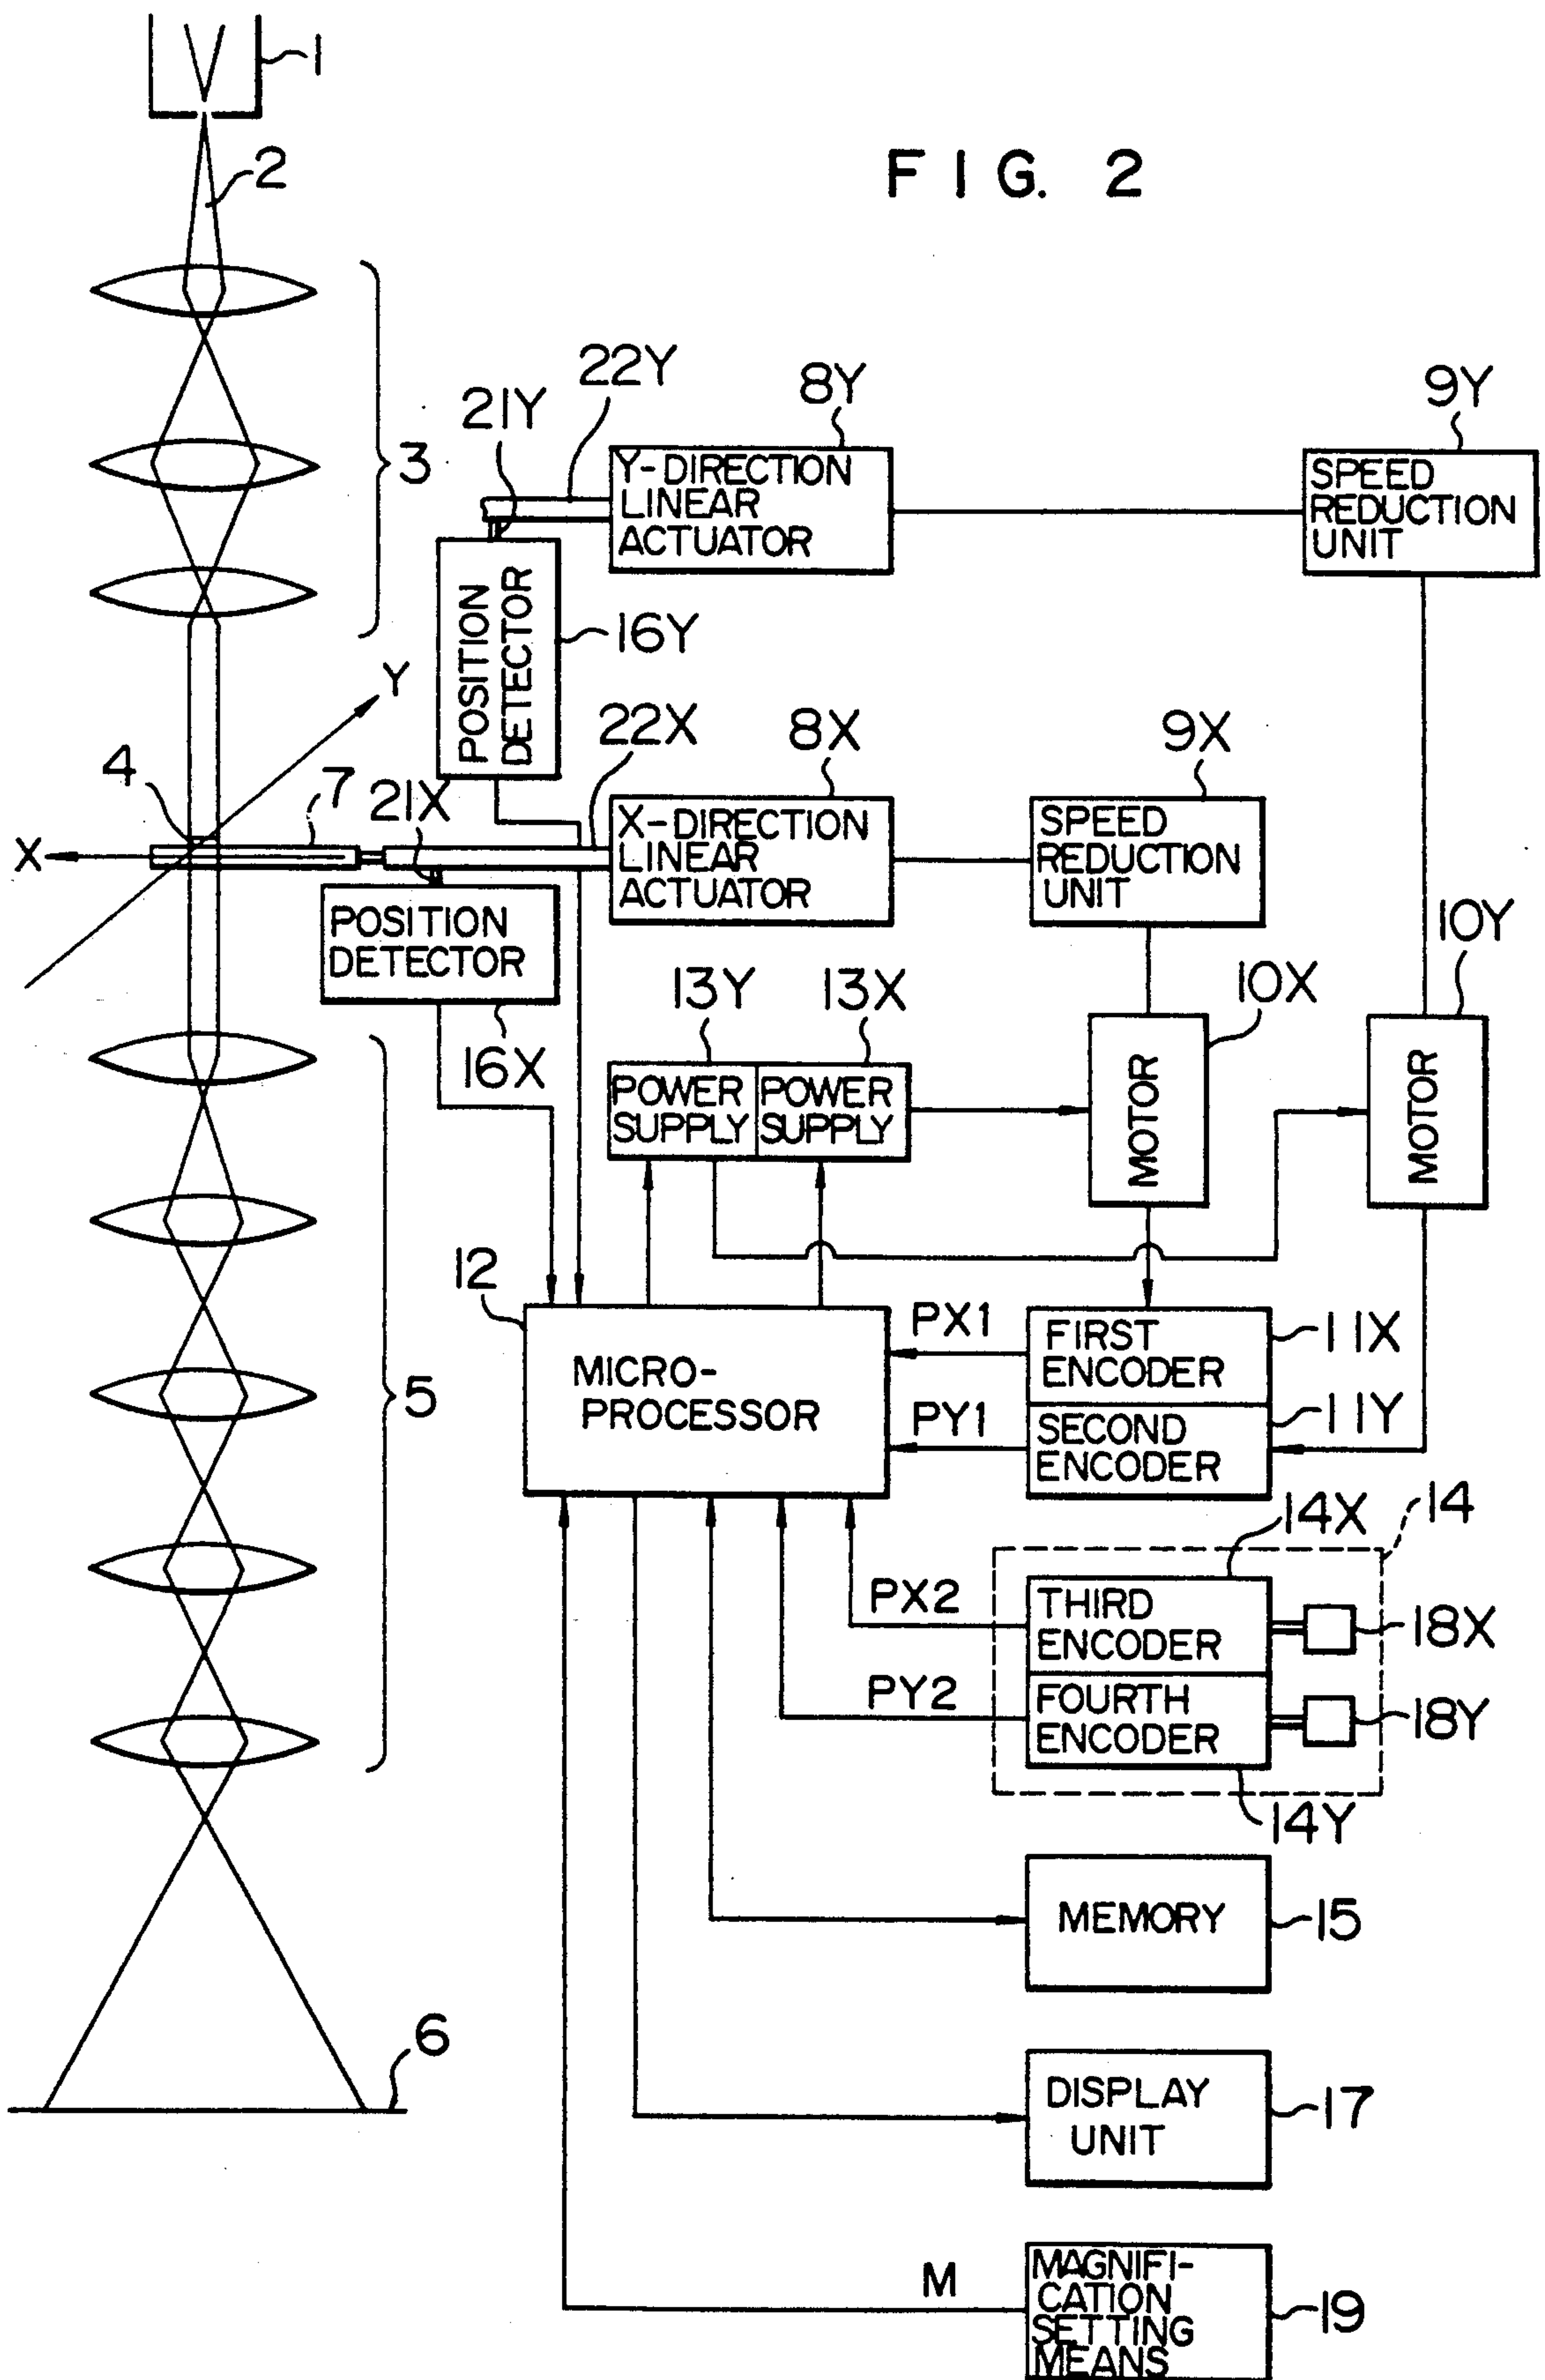 1
FIG. 2
2
3
22Y
8Y
9Y
21Y
Y-DIRECTION
LINEAR
ACTUATOR
SPEED
REDUCTION
UNIT
POSITION
DETECTOR
16Y
Y
22X
8X
9X
4
7
21X
X
X-DIRECTION
LINEAR
ACTUATOR
SPEED
REDUCTION
UNIT
POSITION
DETECTOR
16X
13Y
13X
10X
10Y
POWER
SUPPLY
POWER
SUPPLY
MOTOR
MOTOR
12
MICRO-
PROCESSOR
5
PX1
FIRST
ENCODER
11X
PY1
SECOND
ENCODER
11Y
14X
14
PX2
THIRD
ENCODER
18X
PY2
FOURTH
ENCODER
18Y
14Y
MEMORY
15
6
DISPLAY
UNIT
17
M
MAGNIFI-
CATION
SETTING
MEANS
19